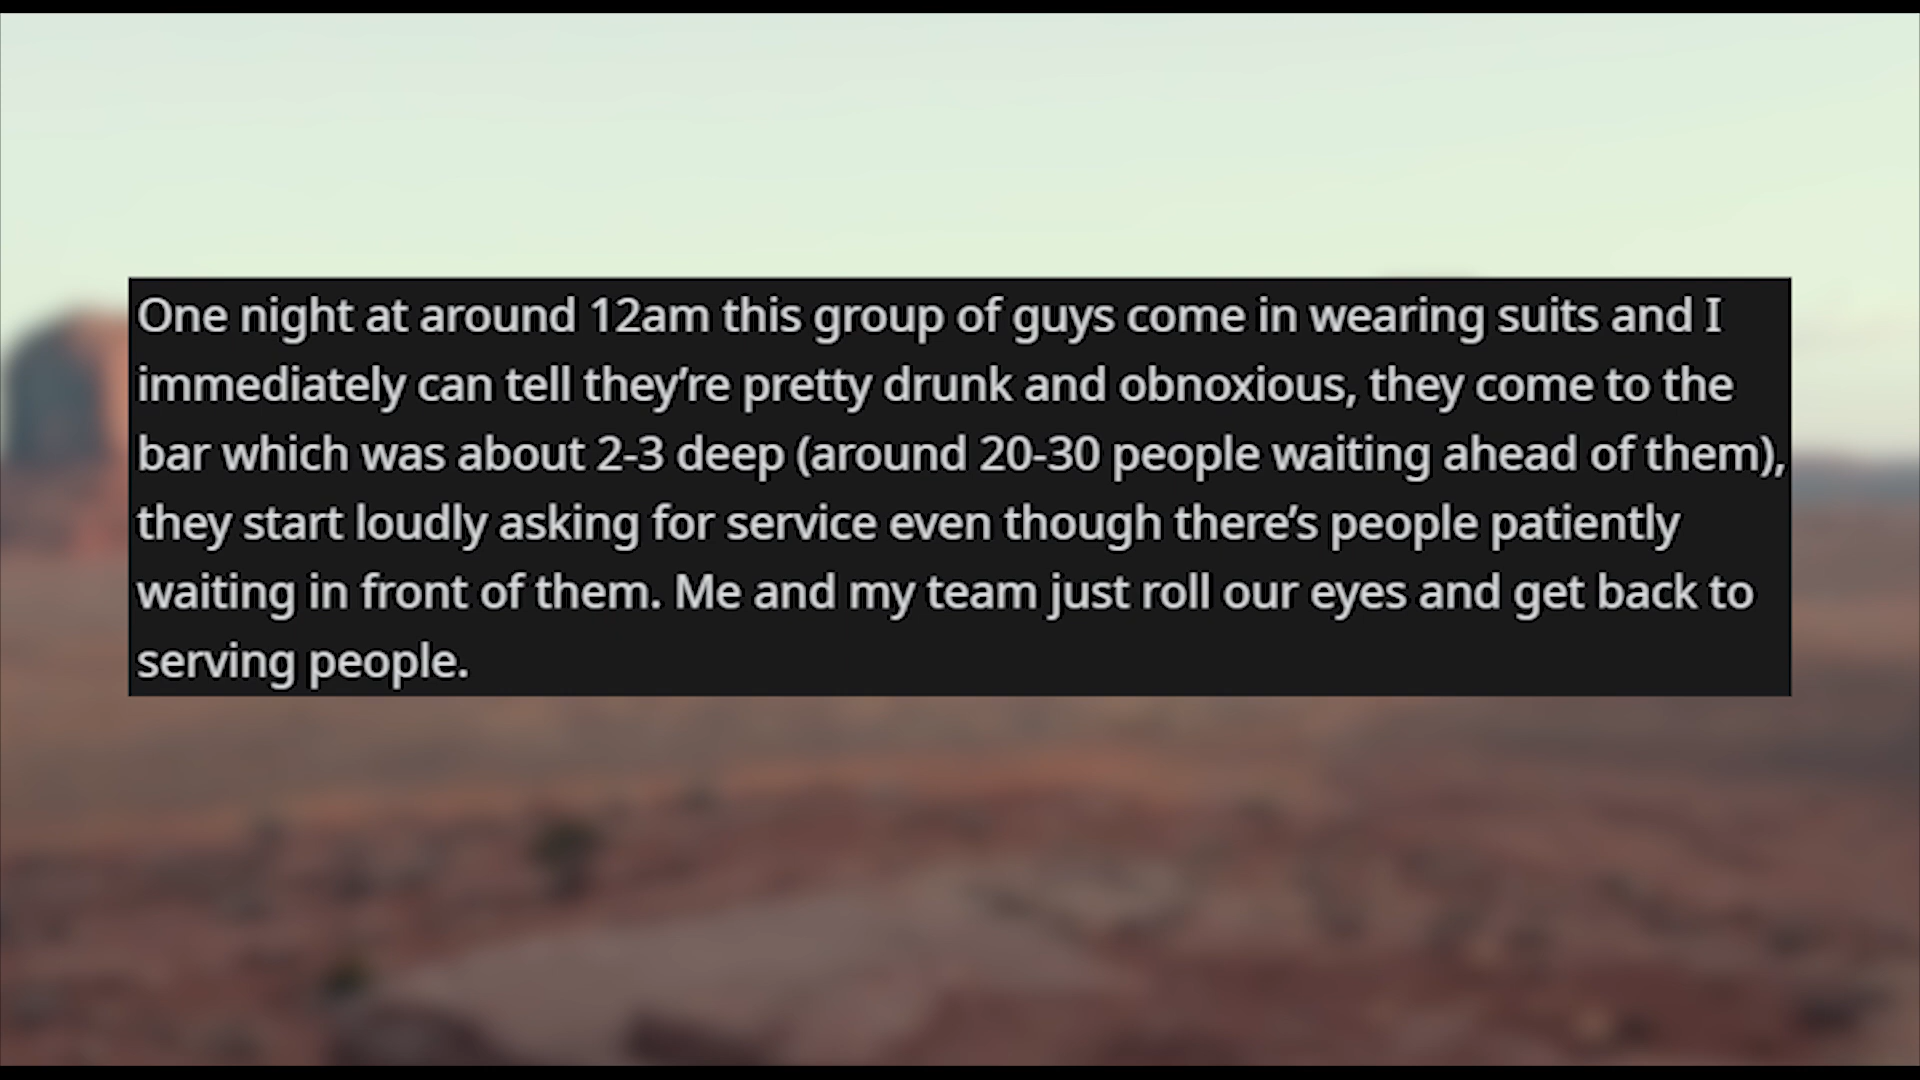 One night at around 12am this group of guys come in wearing suits and I
immediately can tell they’re pretty drunk and obnoxious, they come to the
bar which was about 2-3 deep (around 20-30 people waiting ahead of them),
they start loudly asking for service even though there’s people patiently
waiting in front of them. Me and my team just roll our eyes and get back to
serving people.